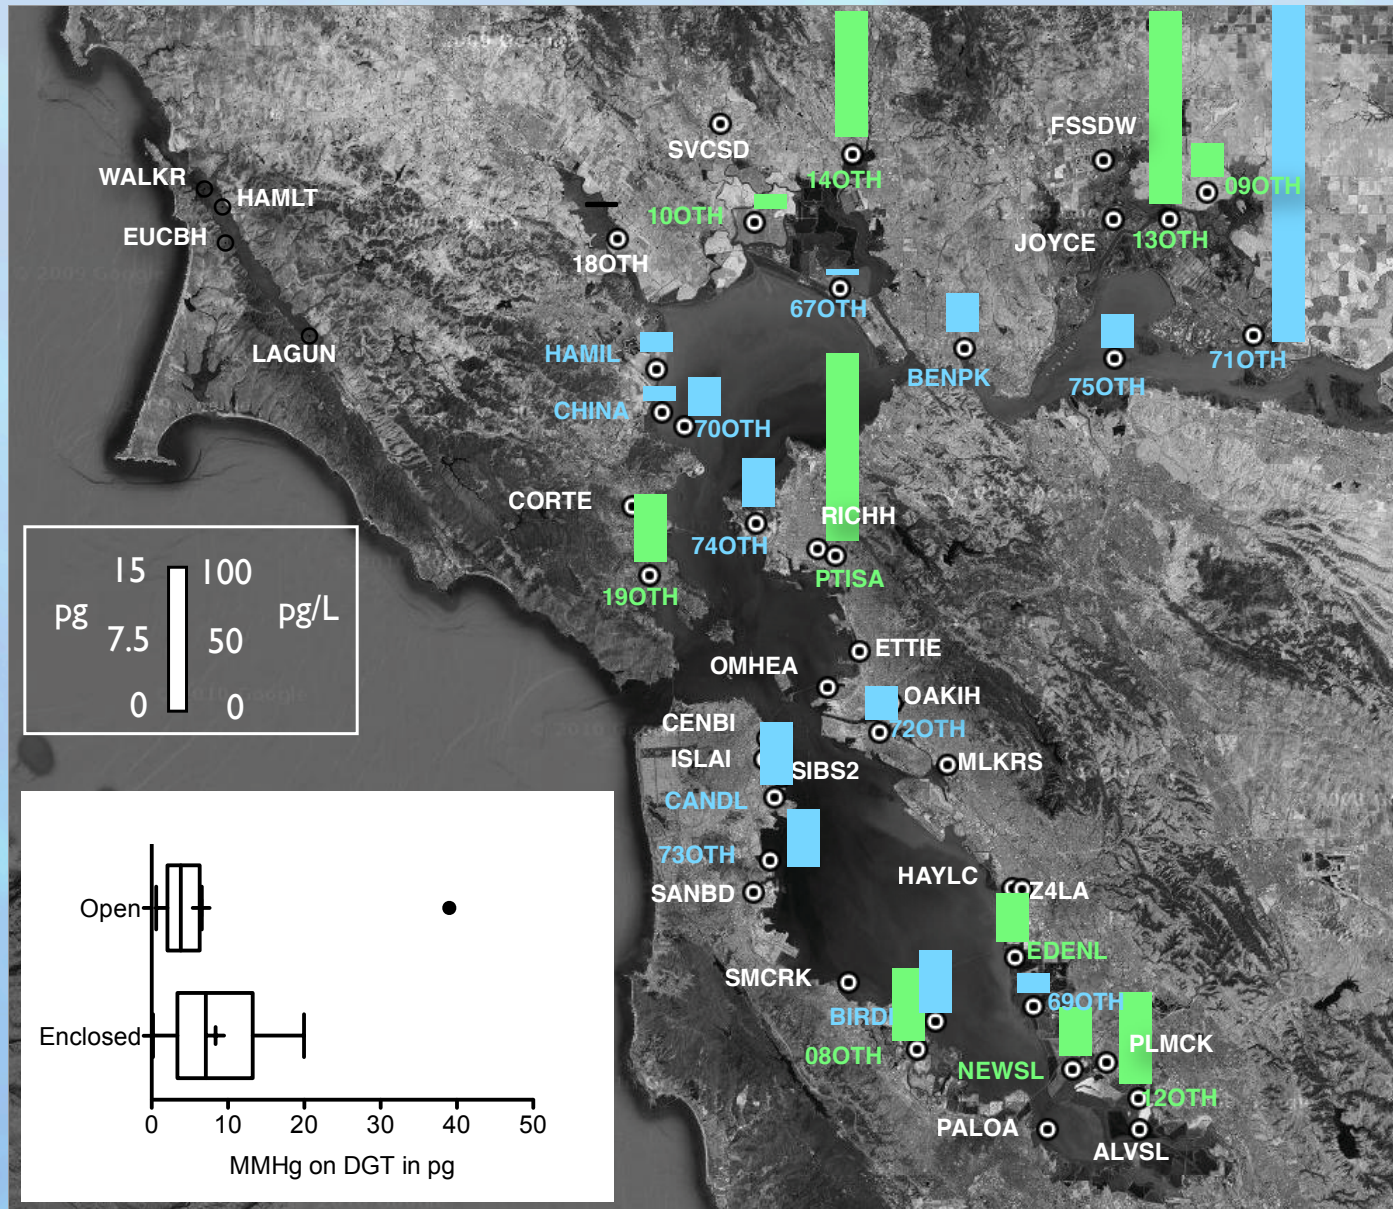 FSSDW
SVCSD
WALKR
14OTH
09OTH
HAMLT
10OTH
EUCBH
JOYCE
13OTH
18OTH
67OTH
71OTH
LAGUN
HAMIL
BENPK
75OTH
CHINA
70OTH
CORTE
RICHH
74OTH
PTISA
19OTH
15 100
pg pg/L
7.5 50
0 0
ETTIE
OMHEA
OAKIH
CENBI
72OTH
ISLAI
SIBS2
MLKRS
CANDL
73OTH
HAYLC
Z4LA
SANBD
EDENL
SMCRK
69OTH
BIRDI
08OTH
PLMCK
NEWSL
12OTH
PALOA
ALVSL
Open
Enclosed
0 10 20 30 40 50
MMHg on DGT in pg